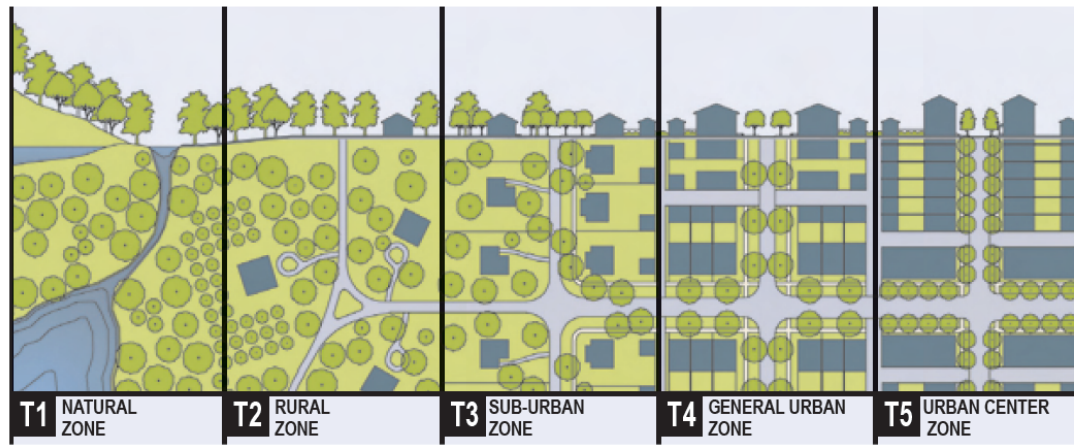 T1 NATURAL
ZONE
T2 RURAL
ZONE
T3 SUB-URBAN
ZONE
T4 GENERAL URBAN
ZONE
T5 URBAN CENTER
ZONE